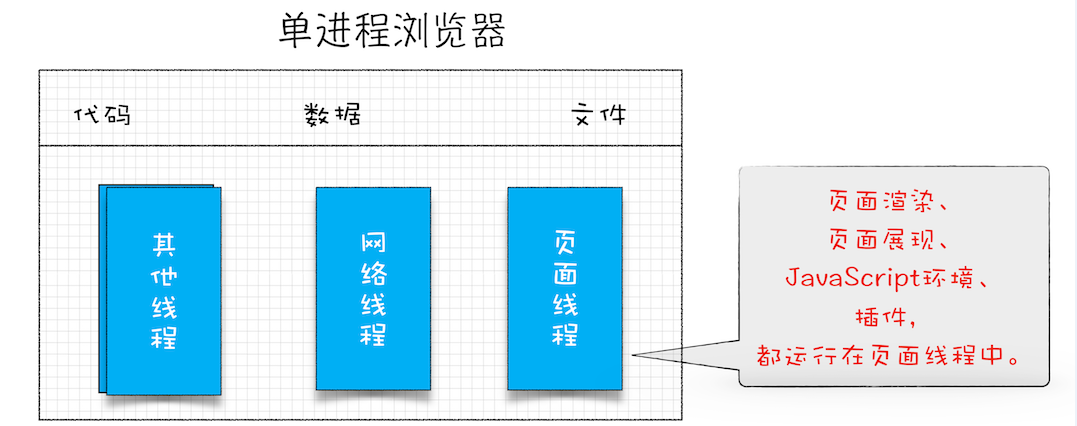 单进程浏览器
代码
数据
文件
其他线程
网络线程
页面线程
页面渲染、
页面展现、
JavaScript环境、
插件，
都运行在页面线程中。